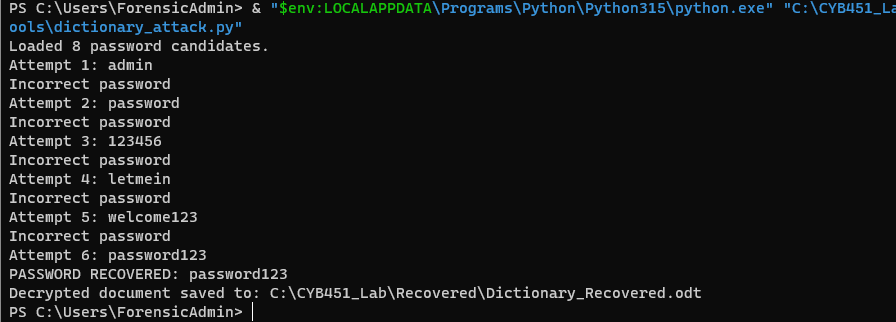 PS C:\Users\ForensicAdmin> & "$env:LOCALAPPDATA\Programs\Python\Python315\python.exe" "C:\CYB451_La
ools\dictionary_attack.py"
Loaded 8 password candidates.
Attempt 1: admin
Incorrect password
Attempt 2: password
Incorrect password
Attempt 3: 123456
Incorrect password
Attempt 4: letmein
Incorrect password
Attempt 5: welcome123
Incorrect password
Attempt 6: password123
PASSWORD RECOVERED: password123
Decrypted document saved to: C:\CYB451_Lab\Recovered\Dictionary_Recovered.odt
PS C:\Users\ForensicAdmin>